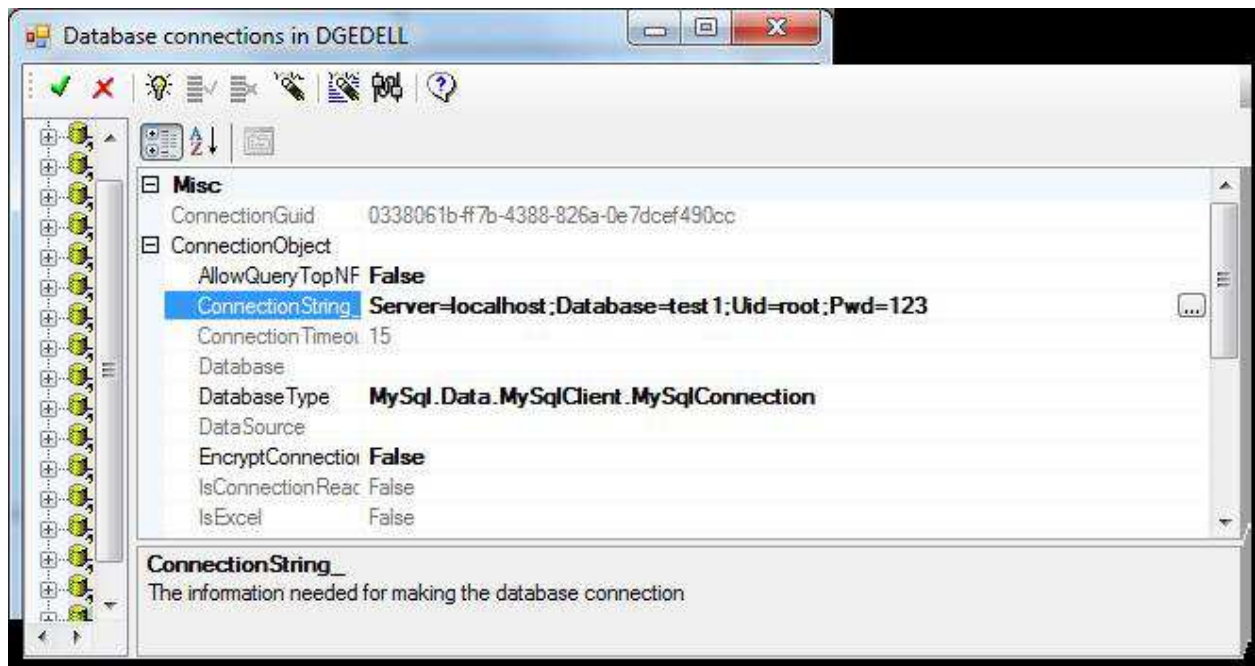 Database connections in DGEDELL
Misc
ConnectionGuid 0338061b-ff7b-4388-826a-0e7dcef490cc
ConnectionObject
AllowQueryTopNF False
ConnectionString_ Server=localhost;Database=test1;Uid=root;Pwd=123
ConnectionTimeou 15
Database
DatabaseType MySql.Data.MySqlClient.MySqlConnection
DataSource
EncryptConnection False
IsConnectionReac False
IsExcel False
ConnectionString_
The information needed for making the database connection